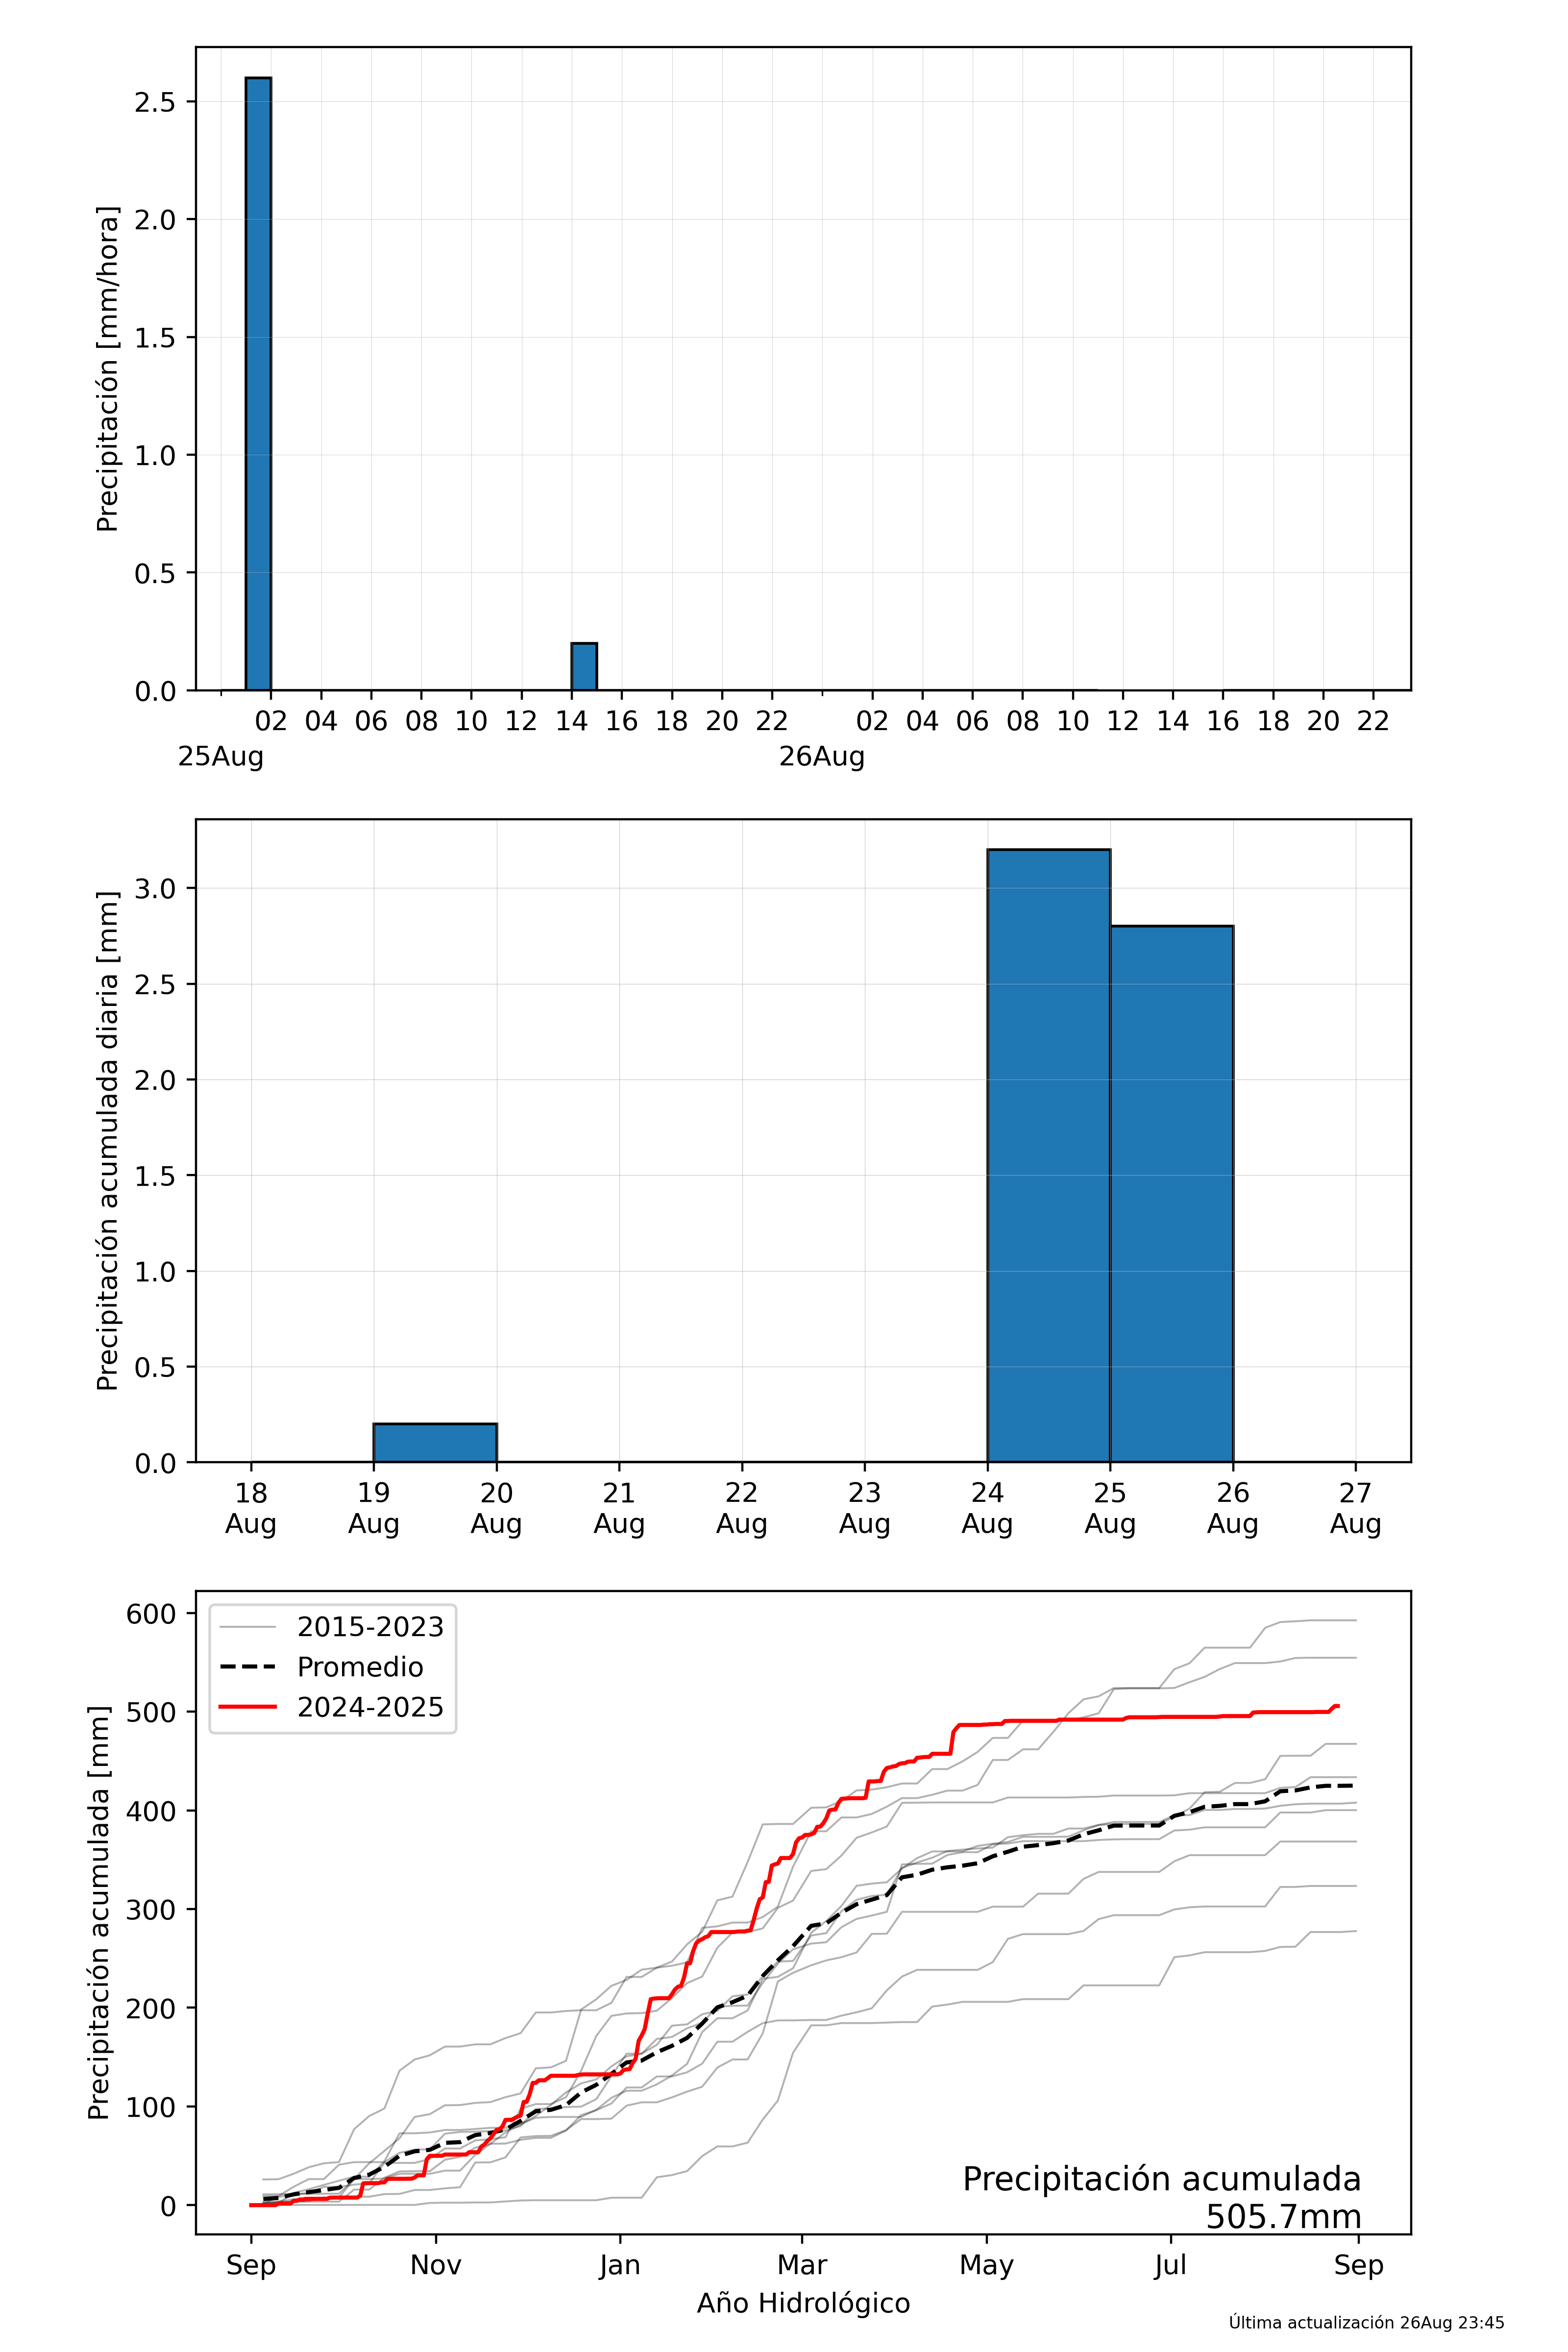 Precipitación [mm/hora]
2.5
2.0
1.5
1.0
0.5
0.0
02 04 06 08 10 12 14 16 18 20 22 02 04 06 08 10 12 14 16 18 20 22
25Aug 26Aug
Precipitación acumulada diaria [mm]
3.0
2.5
2.0
1.5
1.0
0.5
0.0
18 19 20 21 22 23 24 25 26 27
Aug Aug Aug Aug Aug Aug Aug Aug Aug Aug
Precipitación acumulada [mm]
600
500
400
300
200
100
0
2015-2023
Promedio
2024-2025
Precipitación acumulada
505.7mm
Sep Nov Jan Mar May Jul Sep
Año Hidrológico
Última actualización 26Aug 23:45